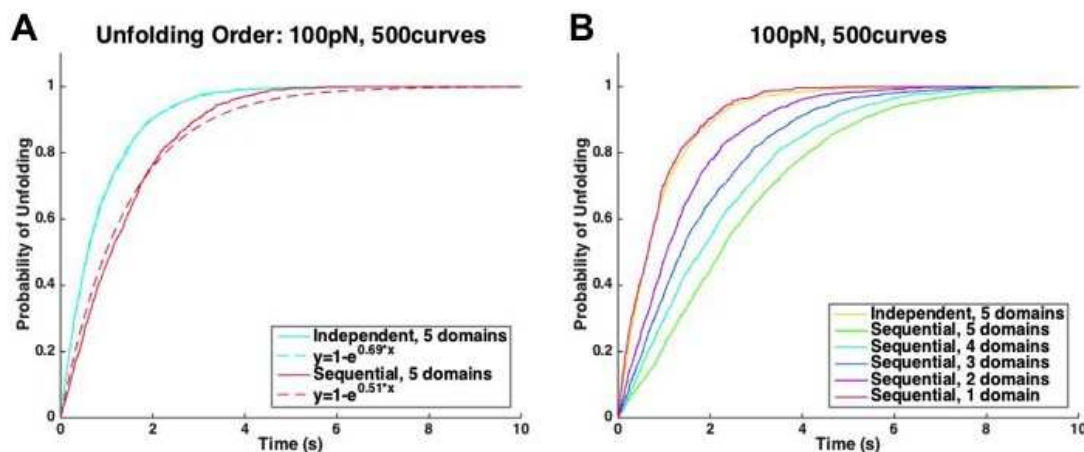 A
Unfolding Order: 100pN, 500curves
Probability of Unfolding
1
0.8
0.6
0.4
0.2
0
0 2 4 6 8 10
Time (s)
Independent, 5 domains
y=1-e^0.69*x
Sequential, 5 domains
y=1-e^0.51*x
B
100pN, 500curves
Probability of Unfolding
1
0.8
0.6
0.4
0.2
0
0 2 4 6 8 10
Time (s)
Independent, 5 domains
Sequential, 5 domains
Sequential, 4 domains
Sequential, 3 domains
Sequential, 2 domains
Sequential, 1 domain